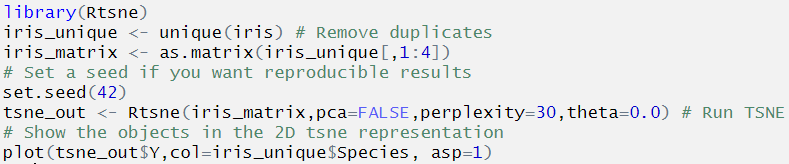 library(Rtsne)
iris_unique <- unique(iris) # Remove duplicates
iris_matrix <- as.matrix(iris_unique[,1:4])
# Set a seed if you want reproducible results
set.seed(42)
tsne_out <- Rtsne(iris_matrix,pca=FALSE,perplexity=30,theta=0.0) # Run TSNE
# Show the objects in the 2D tsne representation
plot(tsne_out$Y,col=iris_unique$Species, asp=1)